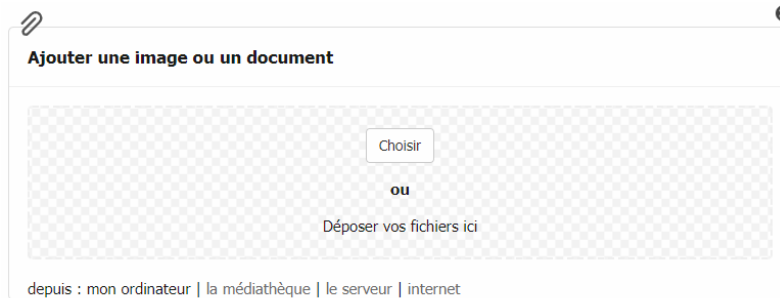 Ajouter une image ou un document
Choisir
ou
Déposer vos fichiers ici
depuis : mon ordinateur | la médiathèque | le serveur | internet